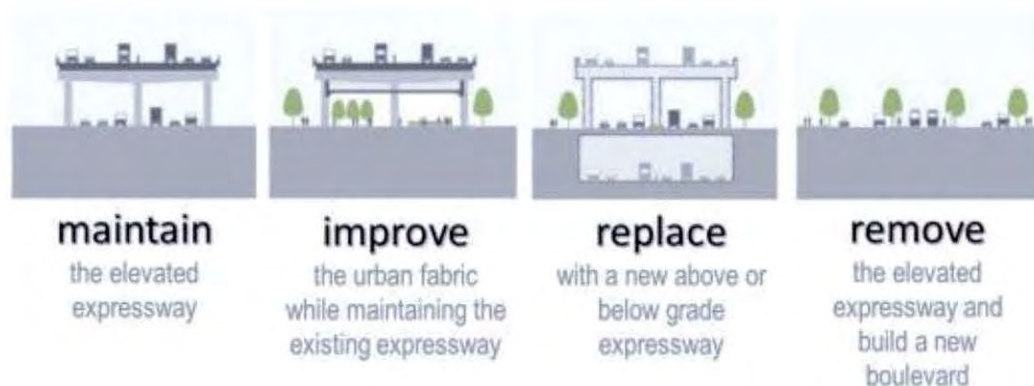 maintain
the elevated
expressway
improve
the urban fabric
while maintaining the
existing expressway
replace
with a new above or
below grade
expressway
remove
the elevated
expressway and
build a new
boulevard